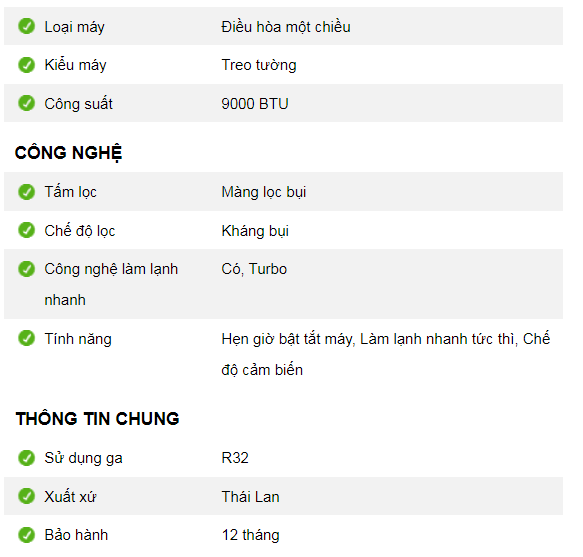 Loại máy Điều hòa một chiều
Kiểu máy Treo tường
Công suất 9000 BTU
CÔNG NGHỆ
Tấm lọc Màng lọc bụi
Chế độ lọc Kháng bụi
Công nghệ làm lạnh Có, Turbo
nhanh
Tính năng Hẹn giờ bật tắt máy, Làm lạnh nhanh tức thì, Chế
độ cảm biến
THÔNG TIN CHUNG
Sử dụng ga R32
Xuất xứ Thái Lan
Bảo hành 12 tháng